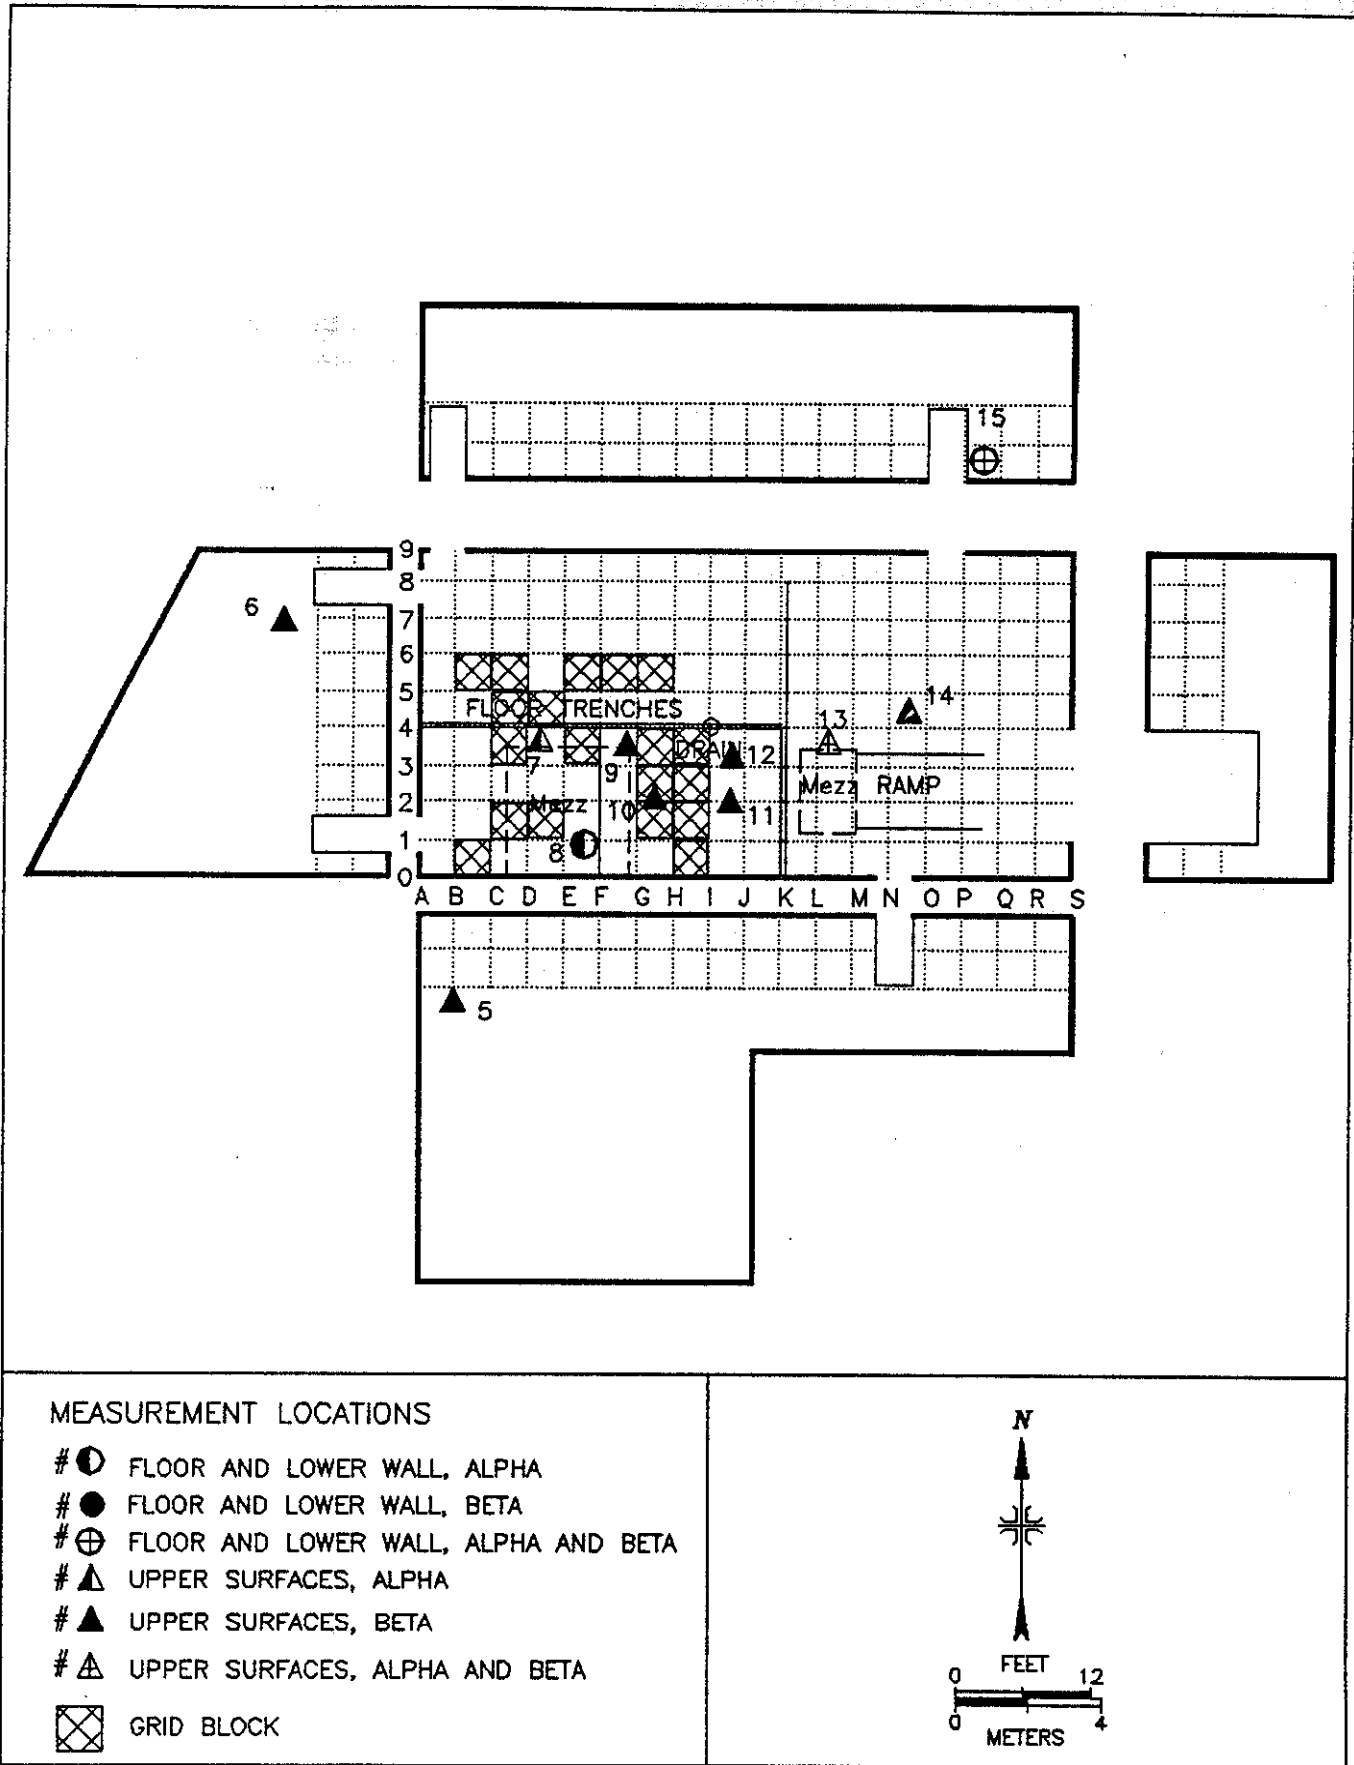 15
9
8
6
7
6
5
14
FLOOR TRENCHES
4
13
DRAIN
12
7
9
3
Mezz
RAMP
2
Mezz
10
11
1
8
0
A B C D E F G H I J K L M N O P Q R S
5
MEASUREMENT LOCATIONS
# FLOOR AND LOWER WALL, ALPHA
# FLOOR AND LOWER WALL, BETA
# FLOOR AND LOWER WALL, ALPHA AND BETA
# UPPER SURFACES, ALPHA
# UPPER SURFACES, BETA
# UPPER SURFACES, ALPHA AND BETA
GRID BLOCK
N
FEET
0 12
0 4
METERS